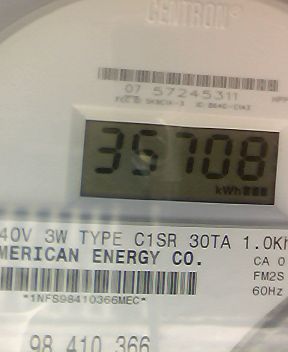 CENTRON®
07 57245311
35708
kWh
40V 3W TYPE C1SR 30TA 1.0Kh
MERICAN ENERGY CO.
CA 0
FM2S
60Hz
*1NFS98410366MEC*
98 410 366